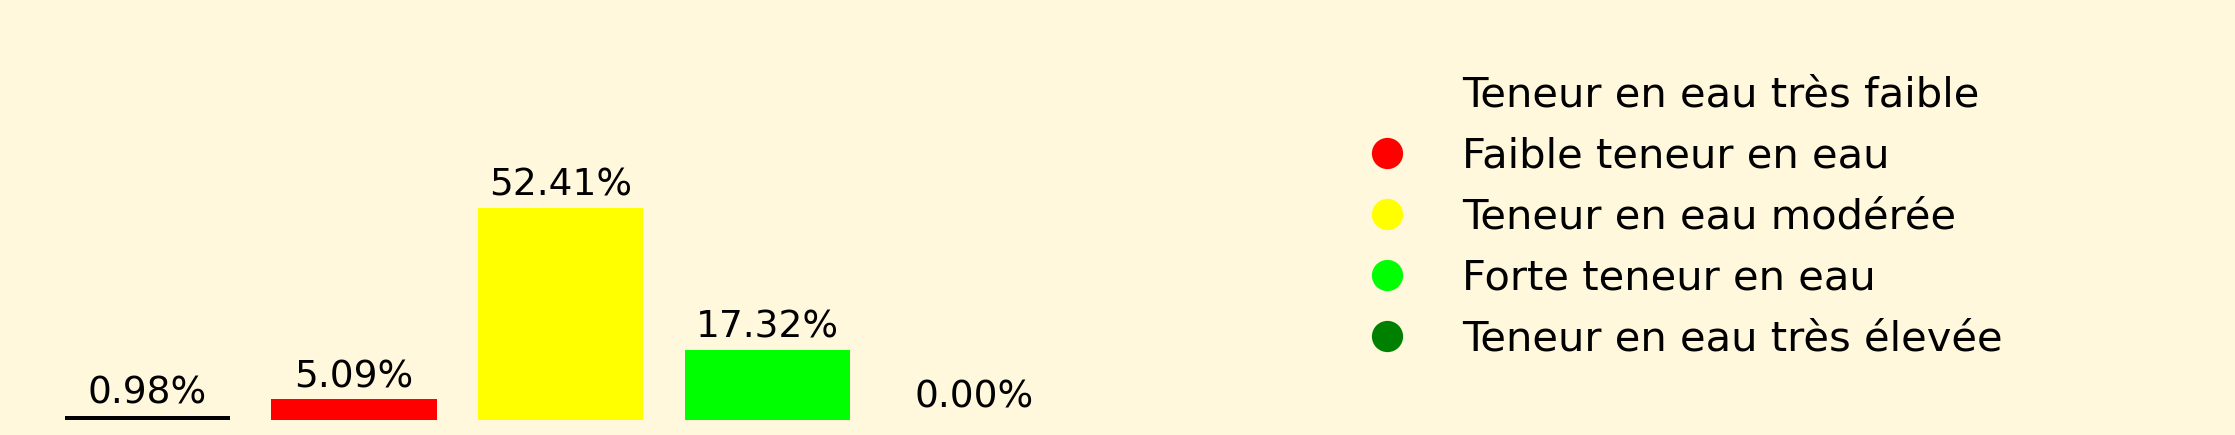 0.98%
5.09%
52.41%
17.32%
0.00%
Teneur en eau très faible
Faible teneur en eau
Teneur en eau modérée
Forte teneur en eau
Teneur en eau très élevée